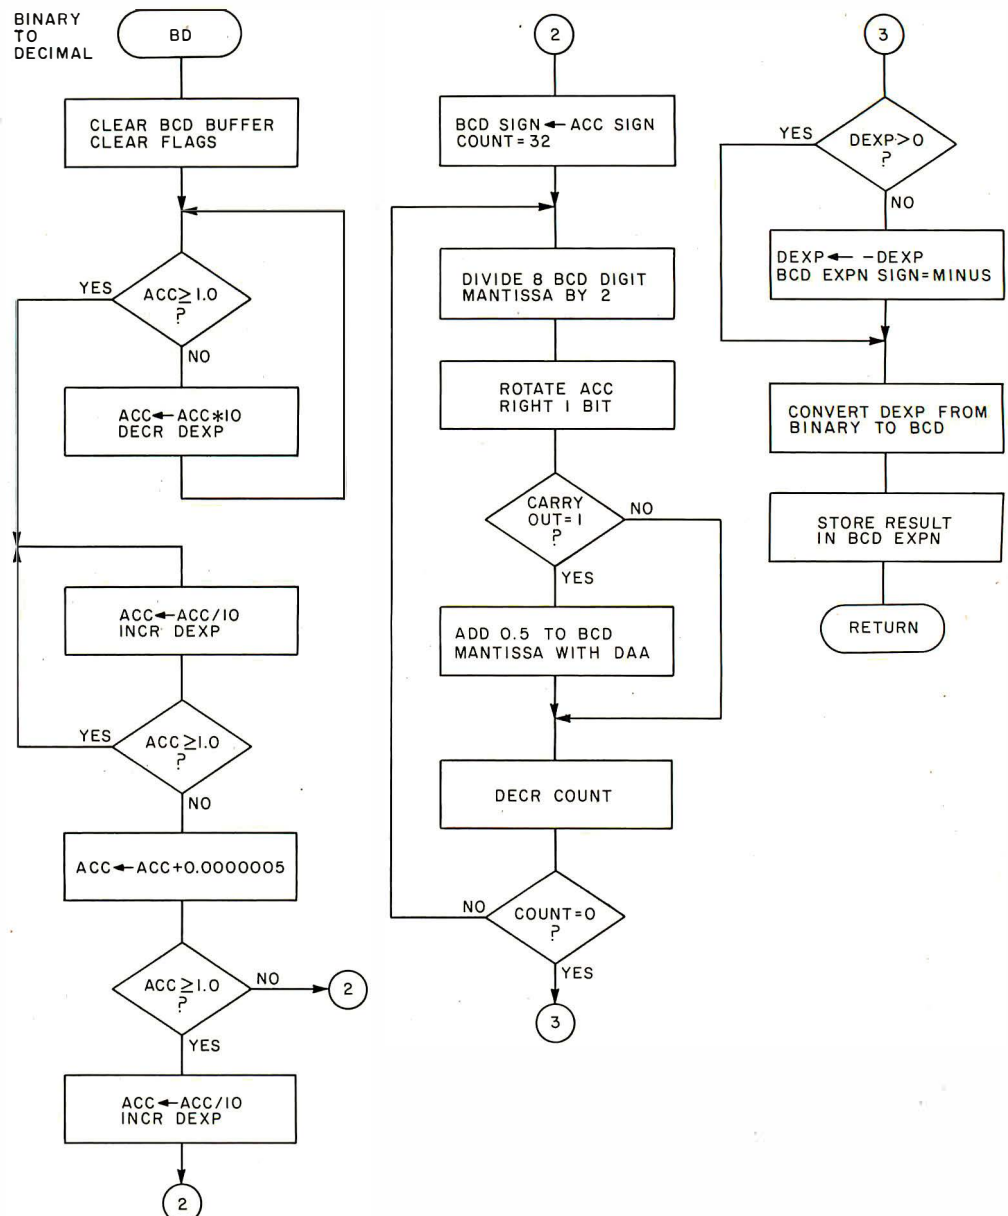 BINARY
TO
DECIMAL
BD
CLEAR BCD BUFFER
CLEAR FLAGS
YES
ACC≥1.0
?
NO
ACC←ACC*10
DECR DEXP
ACC←ACC/10
INCR DEXP
YES
ACC≥1.0
?
NO
ACC←ACC+0.0000005
ACC≥1.0
?
NO
2
YES
ACC←ACC/10
INCR DEXP
2
2
BCD SIGN←ACC SIGN
COUNT=32
DIVIDE 8 BCD DIGIT
MANTISSA BY 2
ROTATE ACC
RIGHT 1 BIT
CARRY
OUT=1
?
NO
YES
ADD 0.5 TO BCD
MANTISSA WITH DAA
DECR COUNT
NO
COUNT=0
?
YES
3
3
YES
DEXP>0
?
NO
DEXP← -DEXP
BCD EXPN SIGN=MINUS
CONVERT DEXP FROM
BINARY TO BCD
STORE RESULT
IN BCD EXPN
RETURN